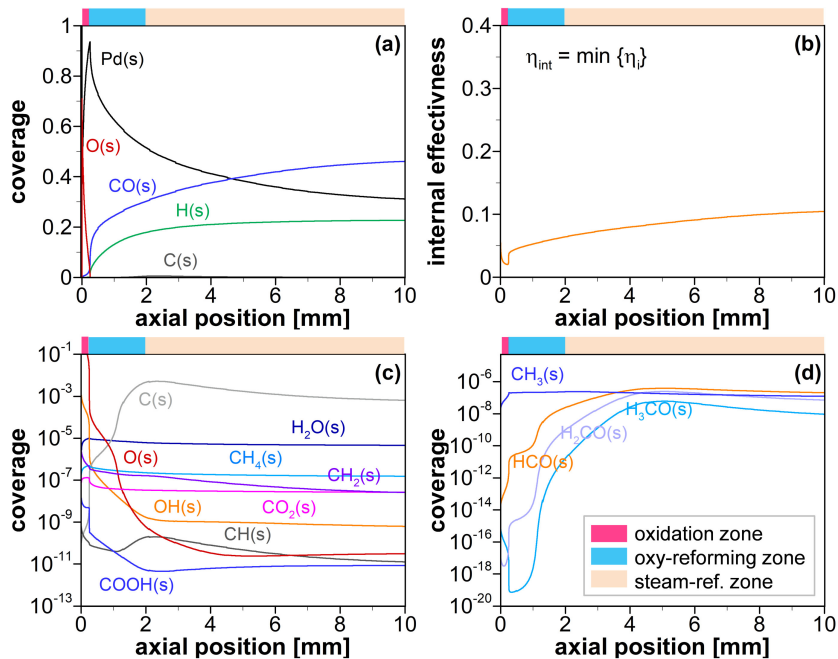 (a)
Pd(s)
O(s)
CO(s)
H(s)
C(s)
coverage
1
0.8
0.6
0.4
0.2
0
0 2 4 6 8 10
axial position [mm]
(b)
η_int = min {η_i}
internal effectivness
0.4
0.3
0.2
0.1
0
0 2 4 6 8 10
axial position [mm]
(c)
C(s)
H₂O(s)
O(s)
CH₄(s)
CH₂(s)
CO₂(s)
OH(s)
CH(s)
COOH(s)
coverage
10⁻¹
10⁻³
10⁻⁵
10⁻⁷
10⁻⁹
10⁻¹¹
10⁻¹³
0 2 4 6 8 10
axial position [mm]
(d)
CH₃(s)
H₃CO(s)
H₂CO(s)
HCO(s)
coverage
10⁻⁶
10⁻⁸
10⁻¹⁰
10⁻¹²
10⁻¹⁴
10⁻¹⁶
10⁻¹⁸
10⁻²⁰
oxidation zone
oxy-reforming zone
steam-ref. zone
0 2 4 6 8 10
axial position [mm]